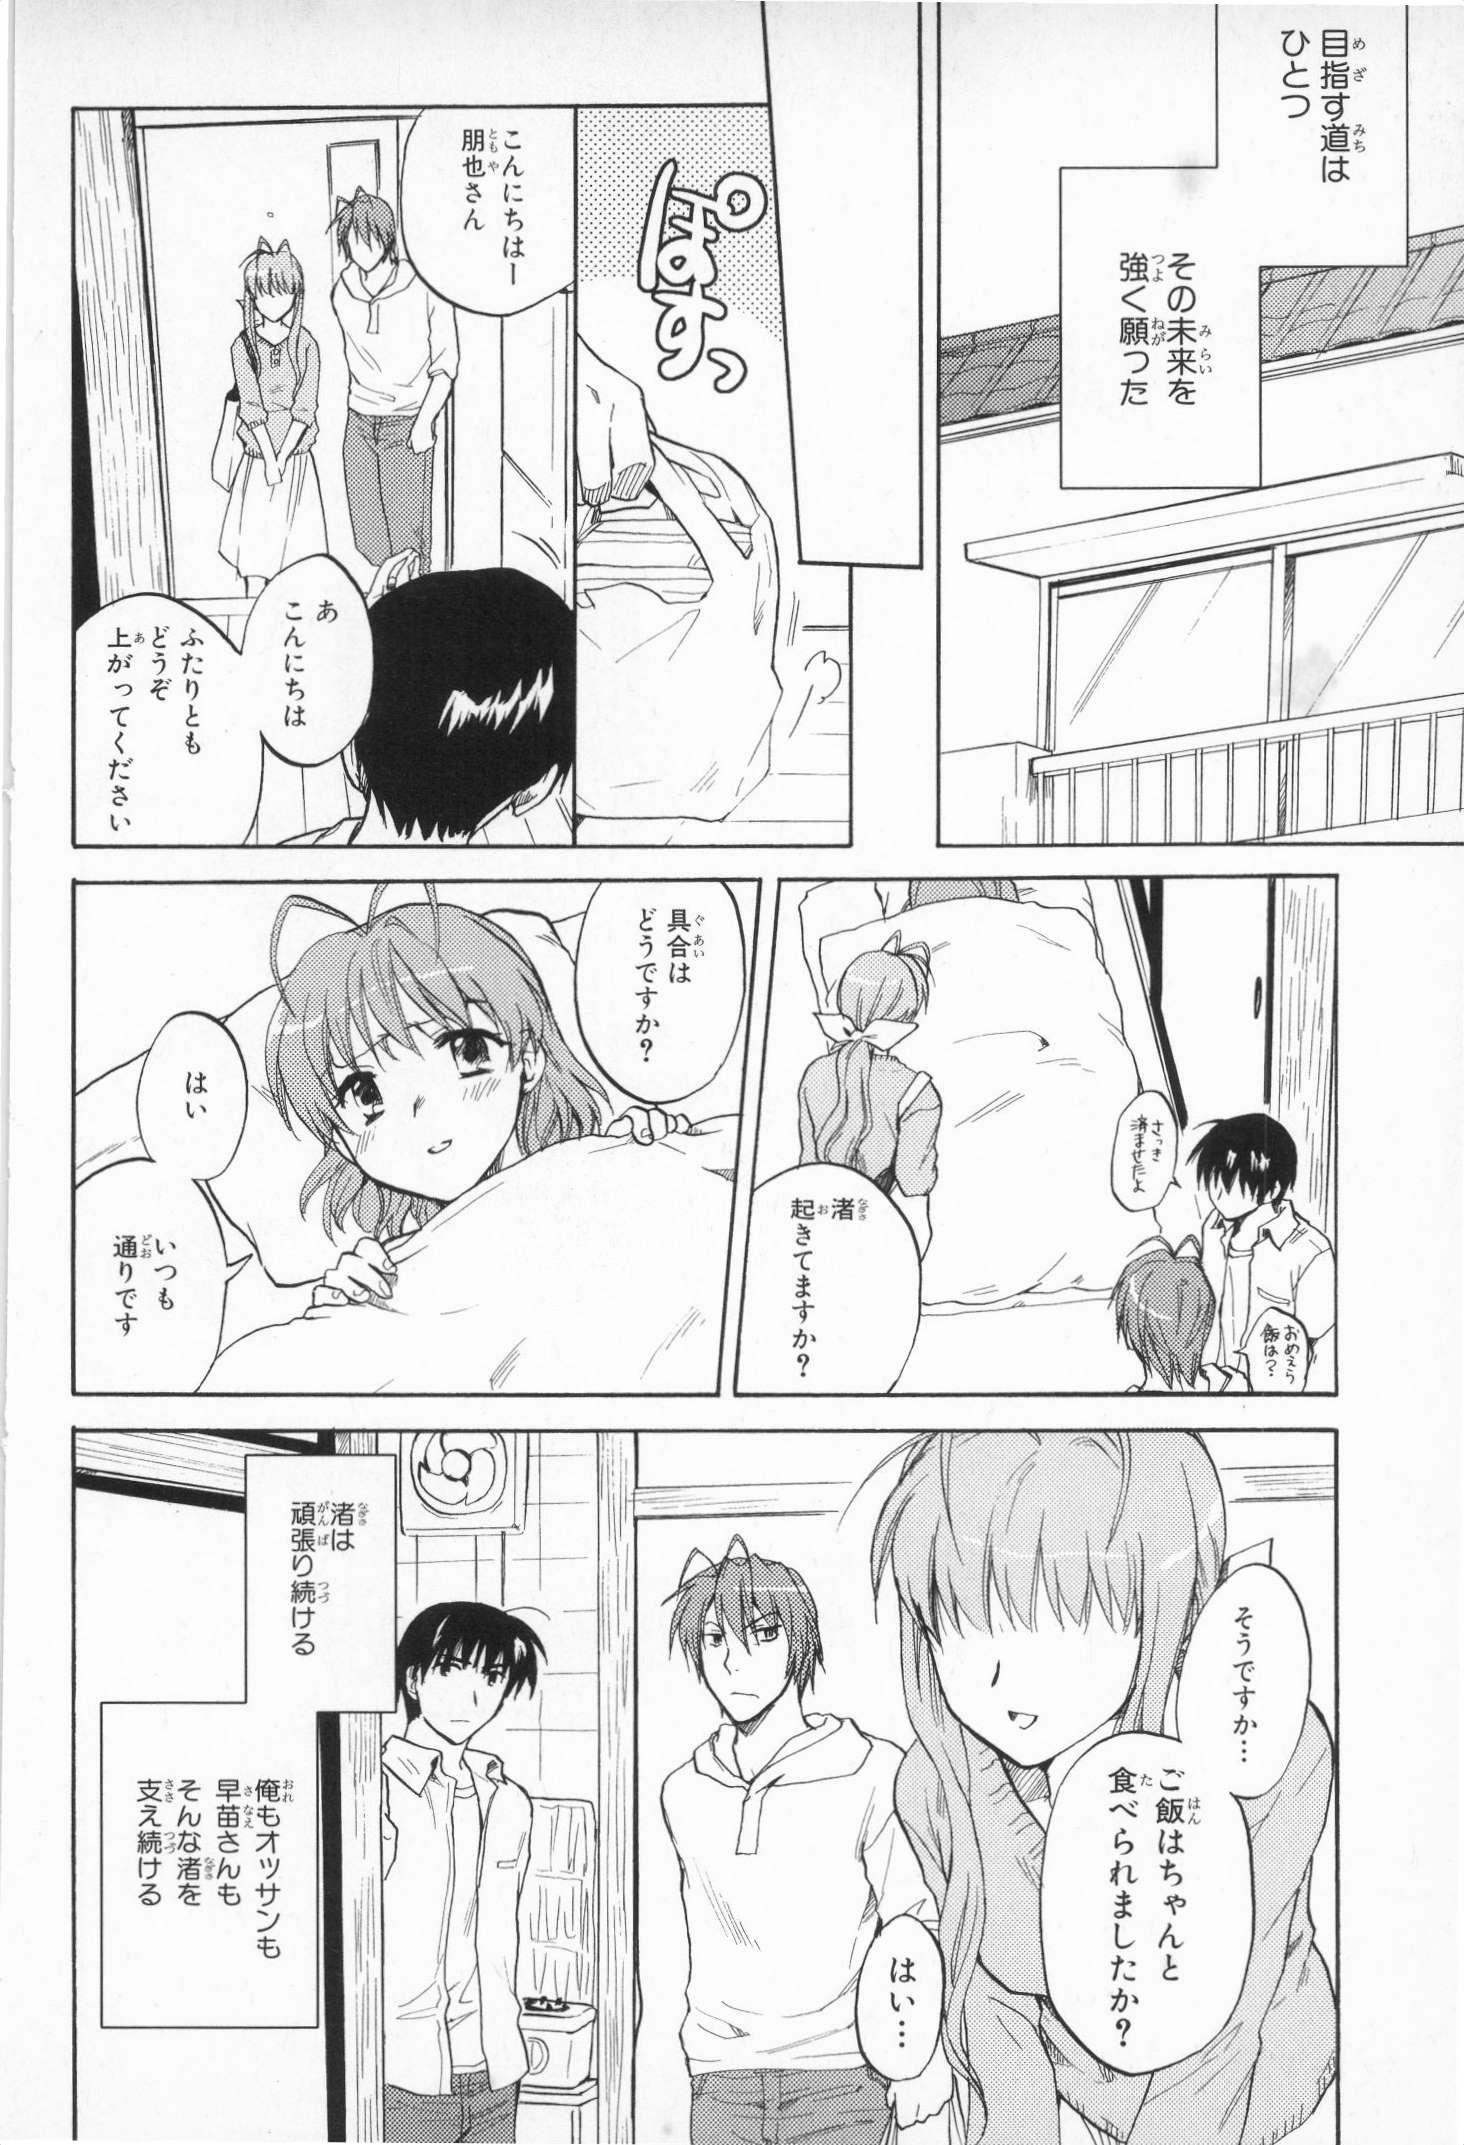 目指す道は
ひとつ
その未来を
強く願った
ぽすっ
こんにちはー
朋也さん
あ
こんにちは
ふたりとも
どうぞ
上がってください
さっき
済ませたよ
おめぇら
飯は？
渚
起きてますか？
具合は
どうですか？
はい
いつも
通りです
そうですか…
ご飯はちゃんと
食べられましたか？
はい…
渚は
頑張り続ける
俺もオッサンも
早苗さんも
そんな渚を
支え続ける